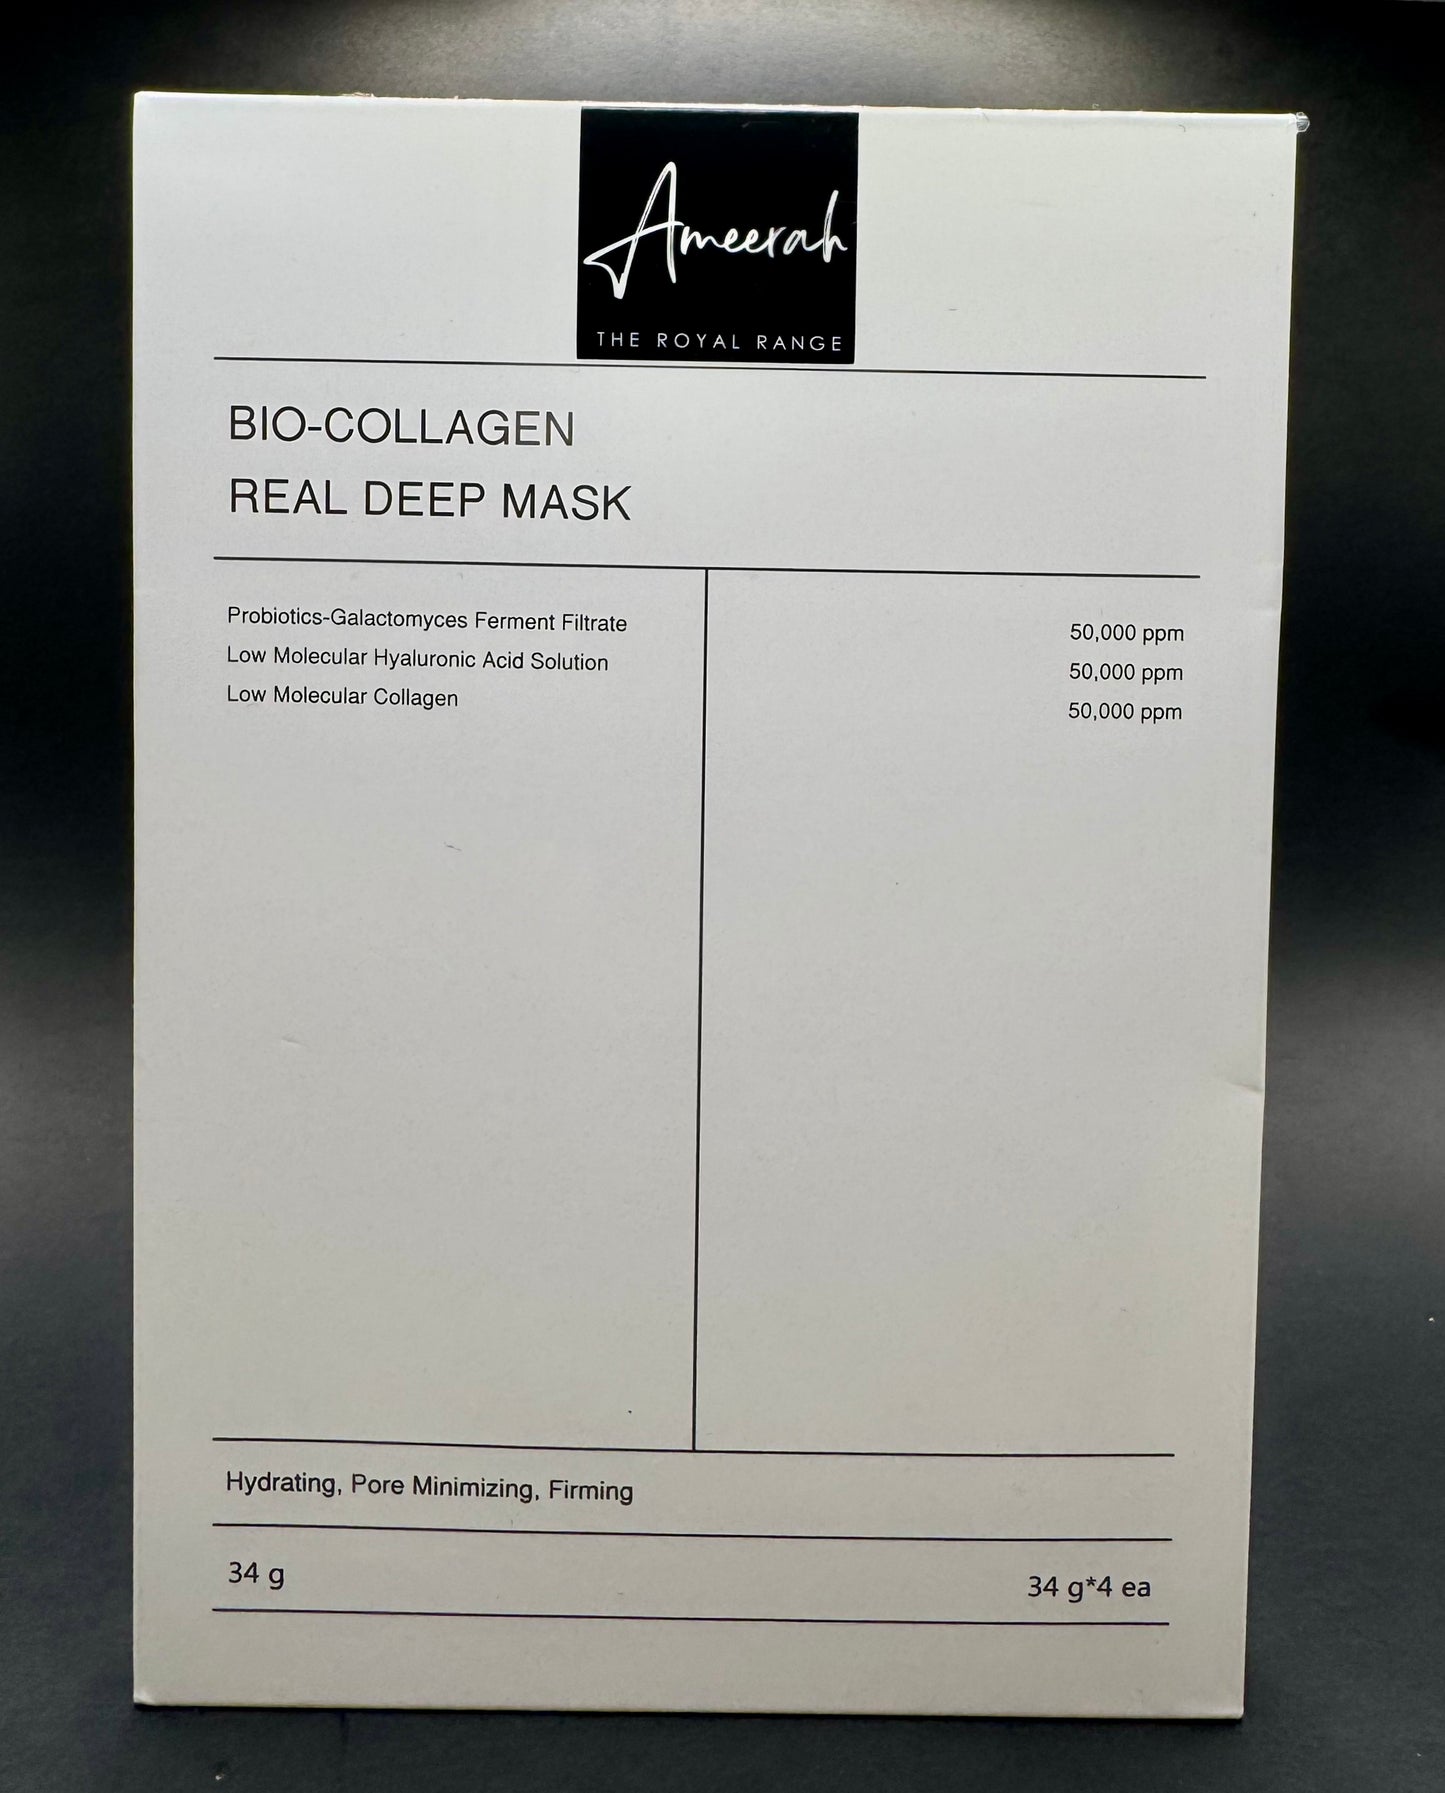 Ameerah
THE ROYAL RANGE
BIO-COLLAGEN
REAL DEEP MASK
Probiotics-Galactomyces Ferment Filtrate 50,000 ppm
Low Molecular Hyaluronic Acid Solution 50,000 ppm
Low Molecular Collagen 50,000 ppm
Hydrating, Pore Minimizing, Firming
34 g 34 g*4 ea